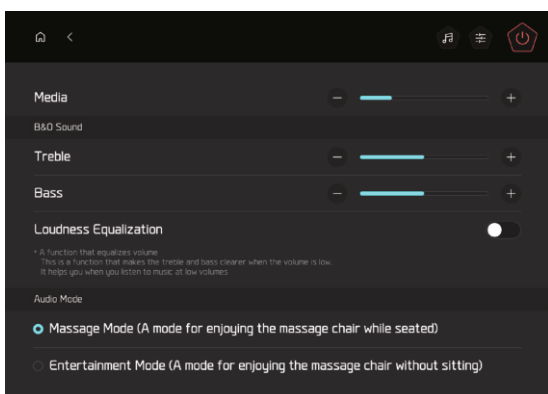 Media
B&O Sound
Treble
Bass
Loudness Equalization
* A function that equalizes volume
This is a function that makes the treble and bass clearer when the volume is low.
It helps you when you listen to music at low volumes
Audio Mode
Massage Mode (A mode for enjoying the massage chair while seated)
Entertainment Mode (A mode for enjoying the massage chair without sitting)